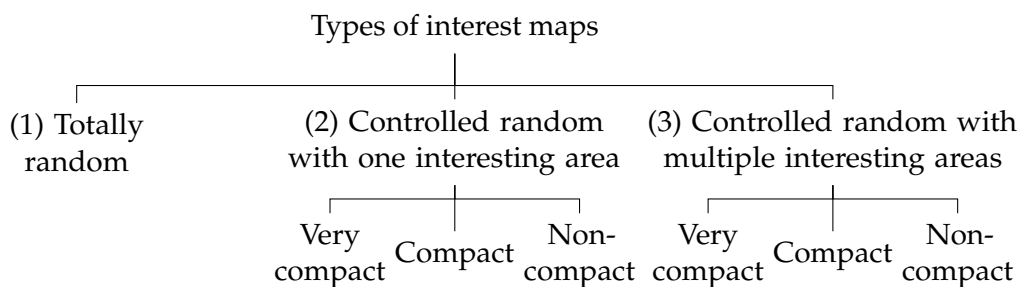 Types of interest maps
(1) Totally
random
(2) Controlled random
with one interesting area
(3) Controlled random with
multiple interesting areas
Very
compact
Compact
Non-
compact
Very
compact
Compact
Non-
compact